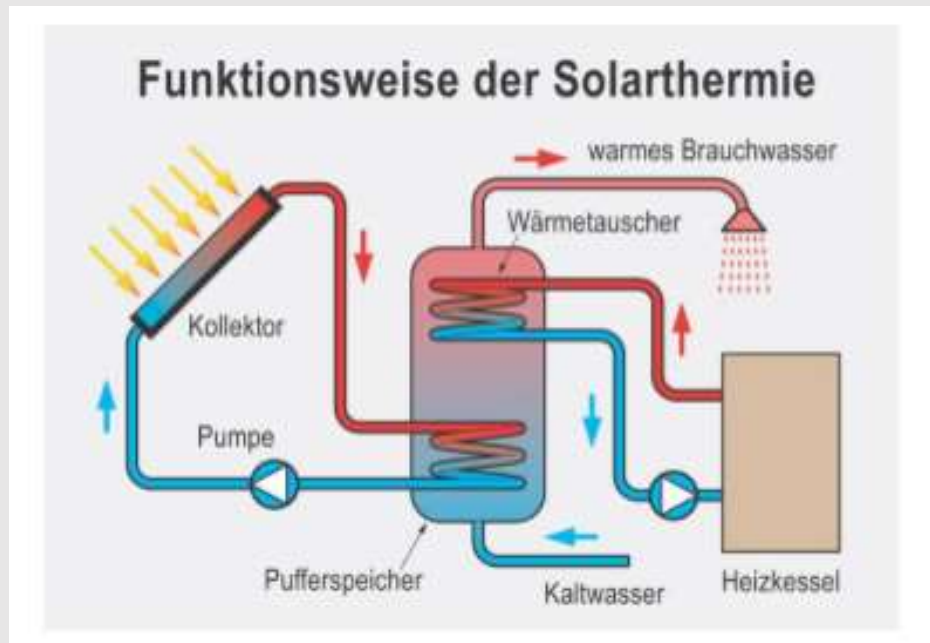 Funktionsweise der Solarthermie
warmes Brauchwasser
Wärmetauscher
Kollektor
Pumpe
Pufferspeicher
Kaltwasser
Heizkessel